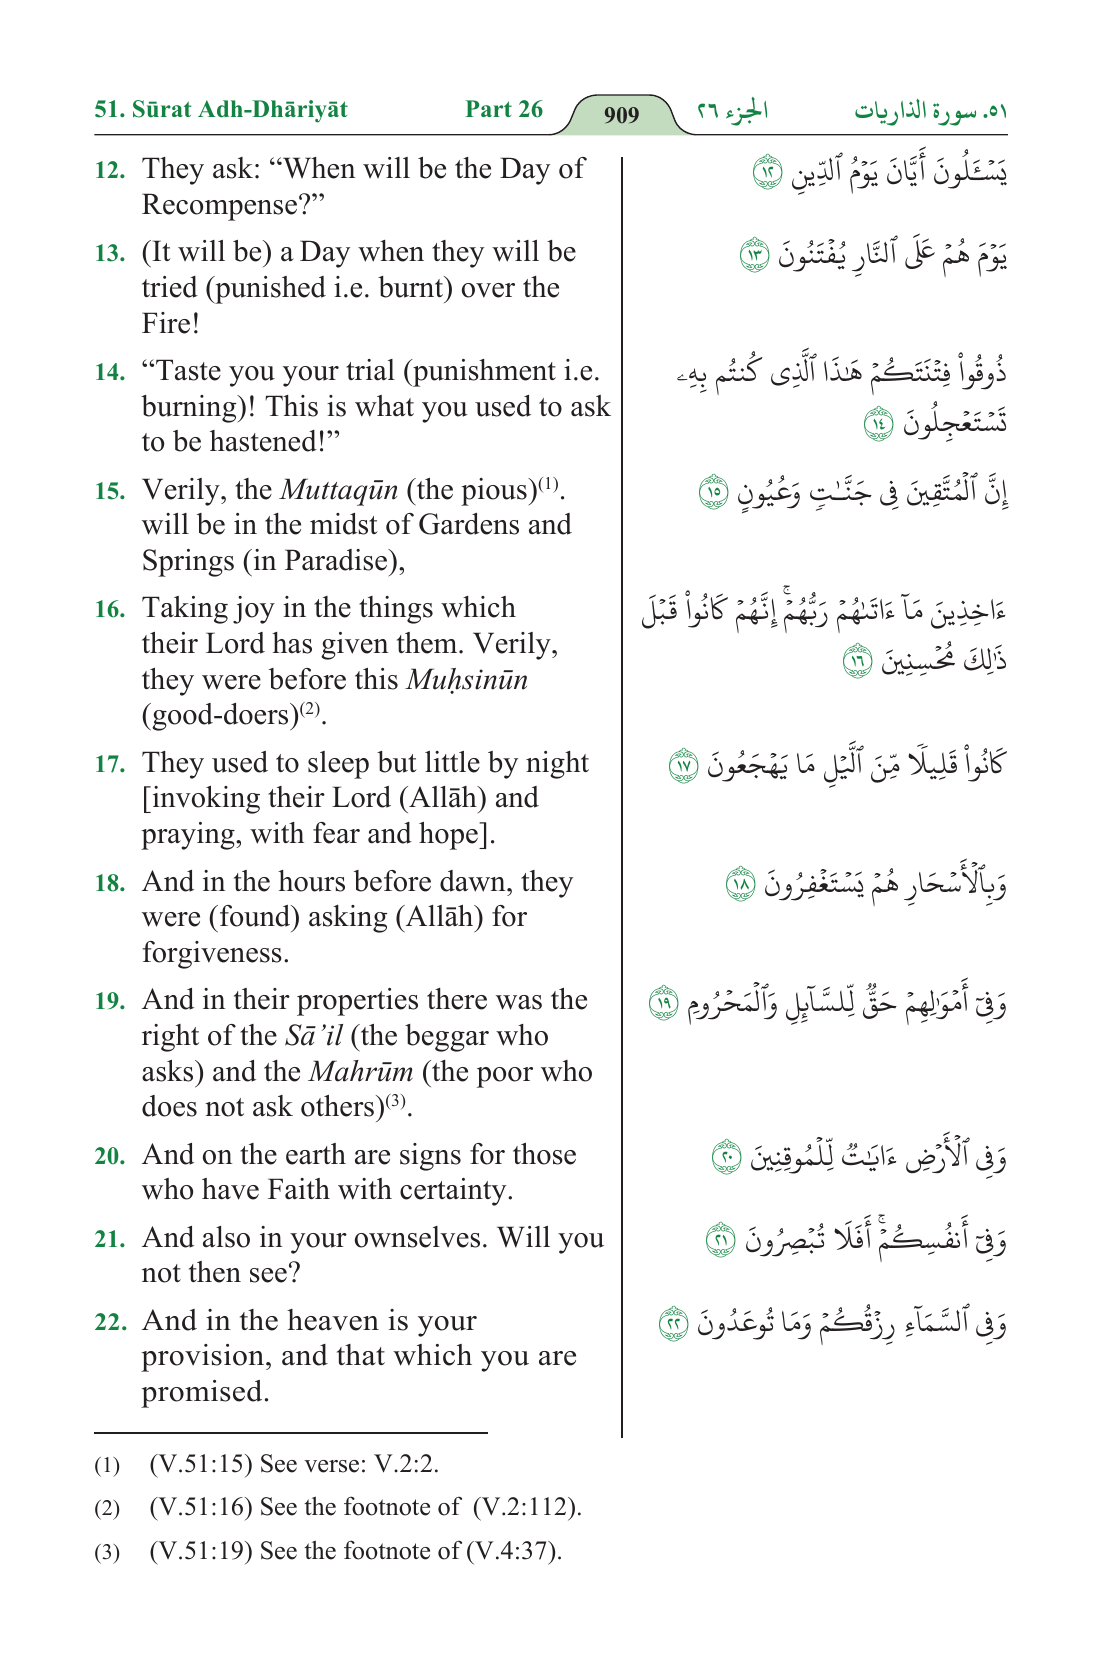 51. Sūrat Adh-Dhāriyāt Part 26 909 الجزء ٢٦ ٥١. سورة الذاريات
12. They ask: “When will be the Day of
Recompense?”
13. (It will be) a Day when they will be
tried (punished i.e. burnt) over the
Fire!
14. “Taste you your trial (punishment i.e.
burning)! This is what you used to ask
to be hastened!”
15. Verily, the Muttaqūn (the pious)(1).
will be in the midst of Gardens and
Springs (in Paradise),
16. Taking joy in the things which
their Lord has given them. Verily,
they were before this Muḥsinūn
(good-doers)(2).
17. They used to sleep but little by night
[invoking their Lord (Allāh) and
praying, with fear and hope].
18. And in the hours before dawn, they
were (found) asking (Allāh) for
forgiveness.
19. And in their properties there was the
right of the Sā’il (the beggar who
asks) and the Mahrūm (the poor who
does not ask others)(3).
20. And on the earth are signs for those
who have Faith with certainty.
21. And also in your ownselves. Will you
not then see?
22. And in the heaven is your
provision, and that which you are
promised.
يَسْـَٔلُونَ أَيَّانَ يَوْمُ ٱلدِّينِ ١٢
يَوْمَ هُمْ عَلَى ٱلنَّارِ يُفْتَنُونَ ١٣
ذُوقُوا۟ فِتْنَتَكُمْ هَـٰذَا ٱلَّذِى كُنتُم بِهِۦ
تَسْتَعْجِلُونَ ١٤
إِنَّ ٱلْمُتَّقِينَ فِى جَنَّـٰتٍ وَعُيُونٍ ١٥
ءَاخِذِينَ مَآ ءَاتَىٰهُمْ رَبُّهُمْ ۚ إِنَّهُمْ كَانُوا۟ قَبْلَ
ذَٰلِكَ مُحْسِنِينَ ١٦
كَانُوا۟ قَلِيلًا مِّنَ ٱلَّيْلِ مَا يَهْجَعُونَ ١٧
وَبِٱلْأَسْحَارِ هُمْ يَسْتَغْفِرُونَ ١٨
وَفِىٓ أَمْوَٰلِهِمْ حَقٌّ لِّلسَّآئِلِ وَٱلْمَحْرُومِ ١٩
وَفِى ٱلْأَرْضِ ءَايَـٰتٌ لِّلْمُوقِنِينَ ٢٠
وَفِىٓ أَنفُسِكُمْ ۚ أَفَلَا تُبْصِرُونَ ٢١
وَفِى ٱلسَّمَآءِ رِزْقُكُمْ وَمَا تُوعَدُونَ ٢٢
(1) (V.51:15) See verse: V.2:2.
(2) (V.51:16) See the footnote of (V.2:112).
(3) (V.51:19) See the footnote of (V.4:37).